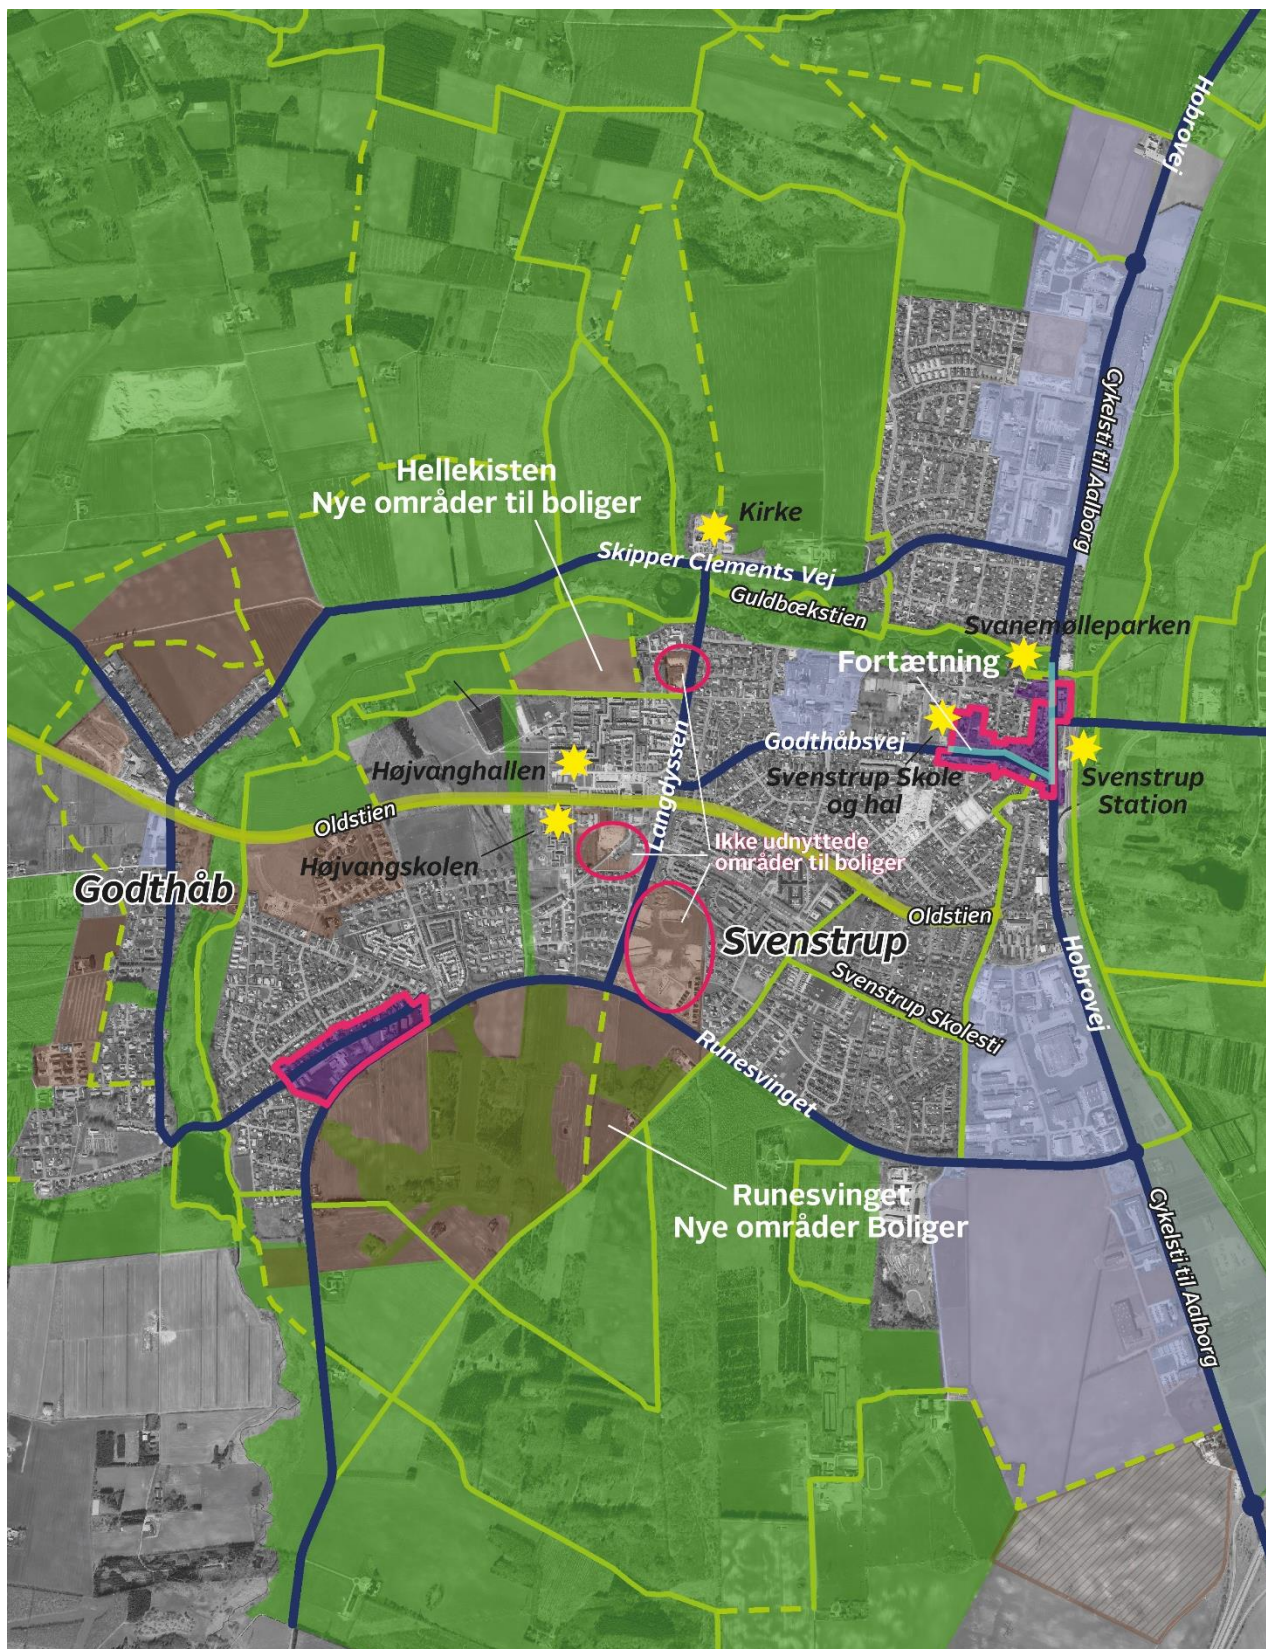 Hobrovej
Cykelsti til Aalborg
Hellekisten
Nye områder til boliger
Kirke
Skipper Clements Vej
Guldbækstien
Svanemølleparken
Fortætning
Godthåbsvej
Højvanghallen
Svenstrup Skole
og hal
Svenstrup
Station
Langdyssen
Oldstien
Ikke udnyttede
områder til boliger
Højvangskolen
Godthåb
Oldstien
Svenstrup
Svenstrup Skolesti
Hobrovej
Runesvinget
Runesvinget
Nye områder Boliger
Cykelsti til Aalborg